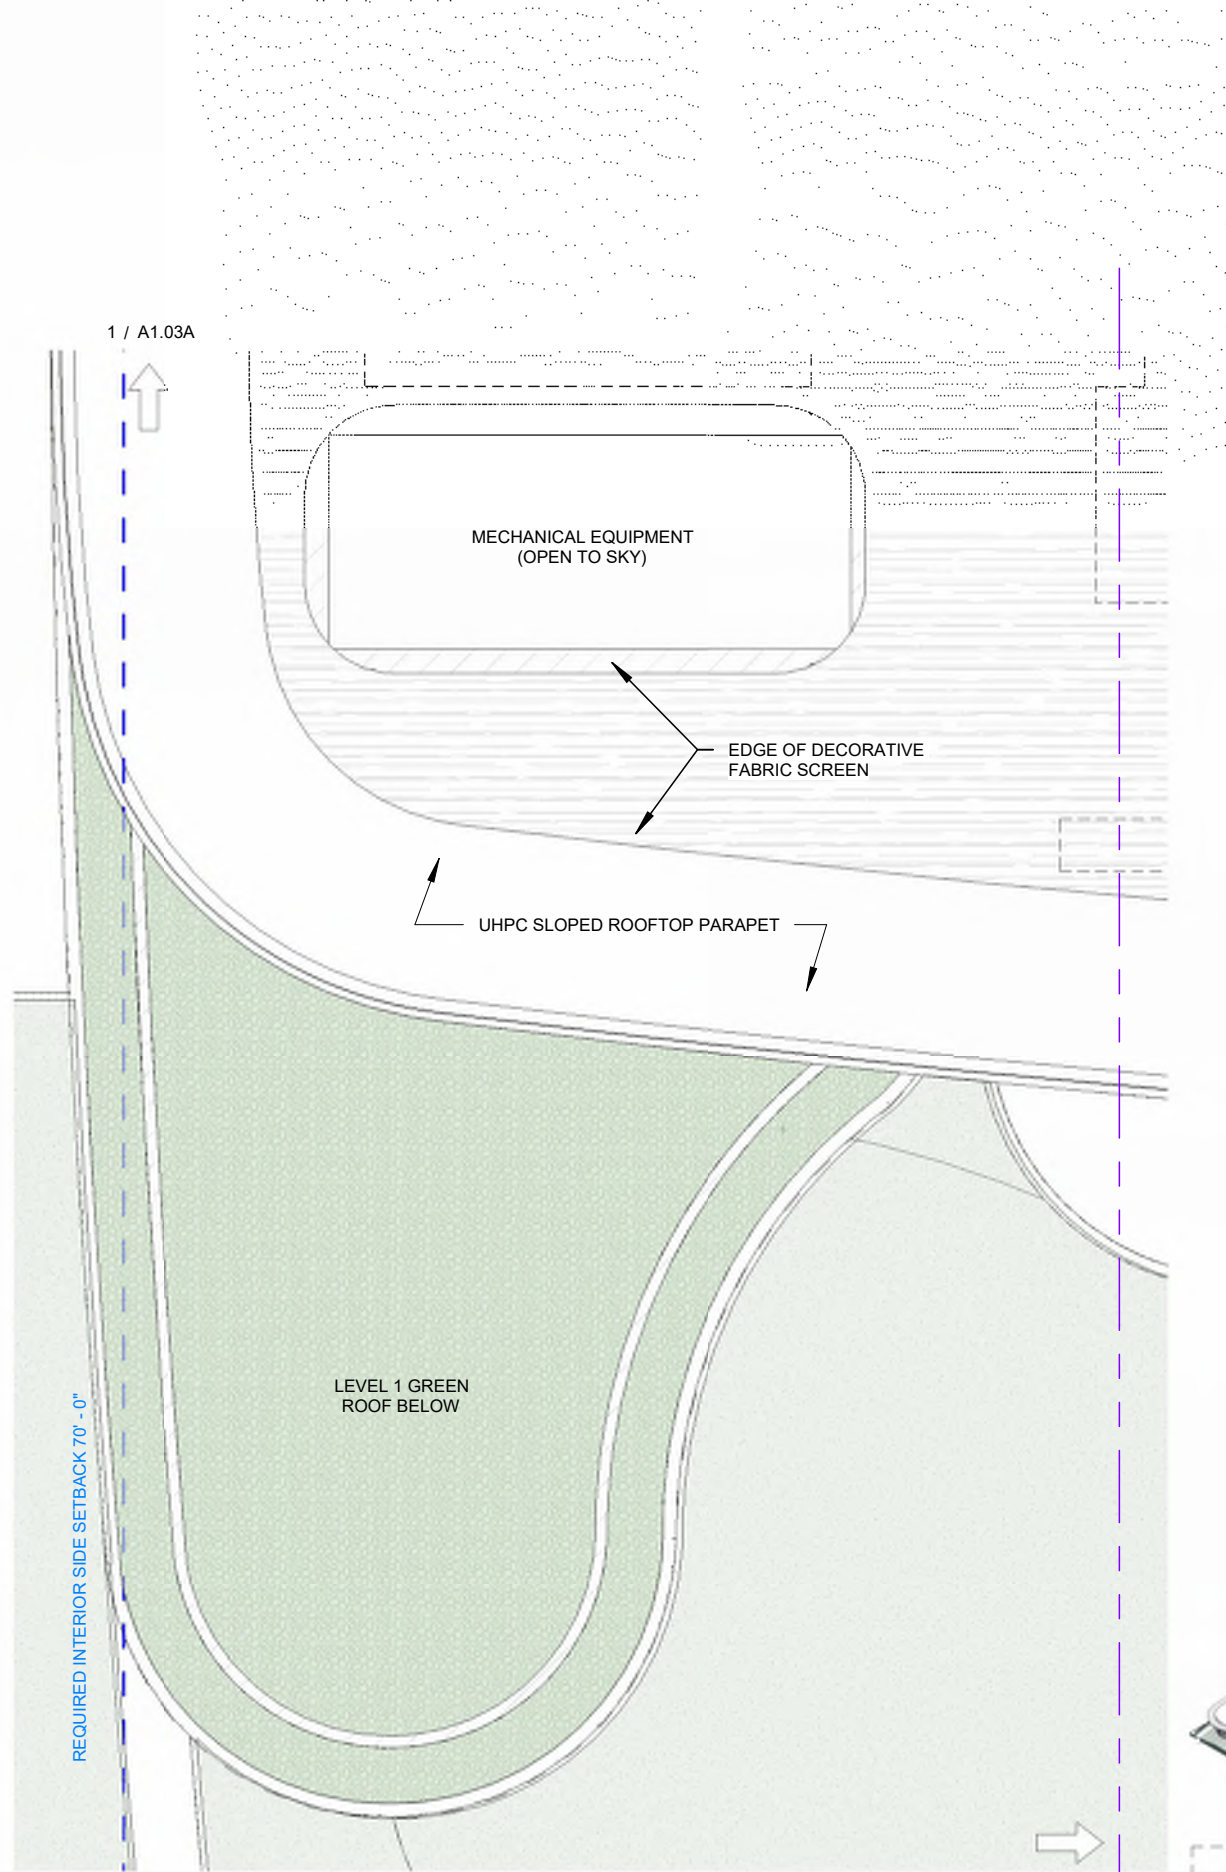 1 / A1.03A
MECHANICAL EQUIPMENT
(OPEN TO SKY)
EDGE OF DECORATIVE
FABRIC SCREEN
UHPC SLOPED ROOFTOP PARAPET
LEVEL 1 GREEN
ROOF BELOW
REQUIRED INTERIOR SIDE SETBACK 70' - 0"